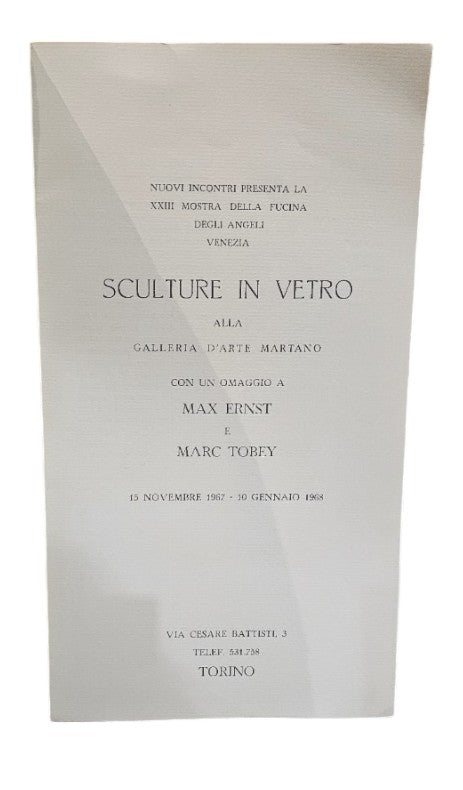 NUOVI INCONTRI PRESENTA LA
XXIII MOSTRA DELLA FUCINA
DEGLI ANGELI
VENEZIA
SCULTURE IN VETRO
ALLA
GALLERIA D'ARTE MARTANO
CON UN OMAGGIO A
MAX ERNST
E
MARC TOBEY
15 NOVEMBRE 1967 - 10 GENNAIO 1968
VIA CESARE BATTISTI, 3
TELEF. 531.758
TORINO